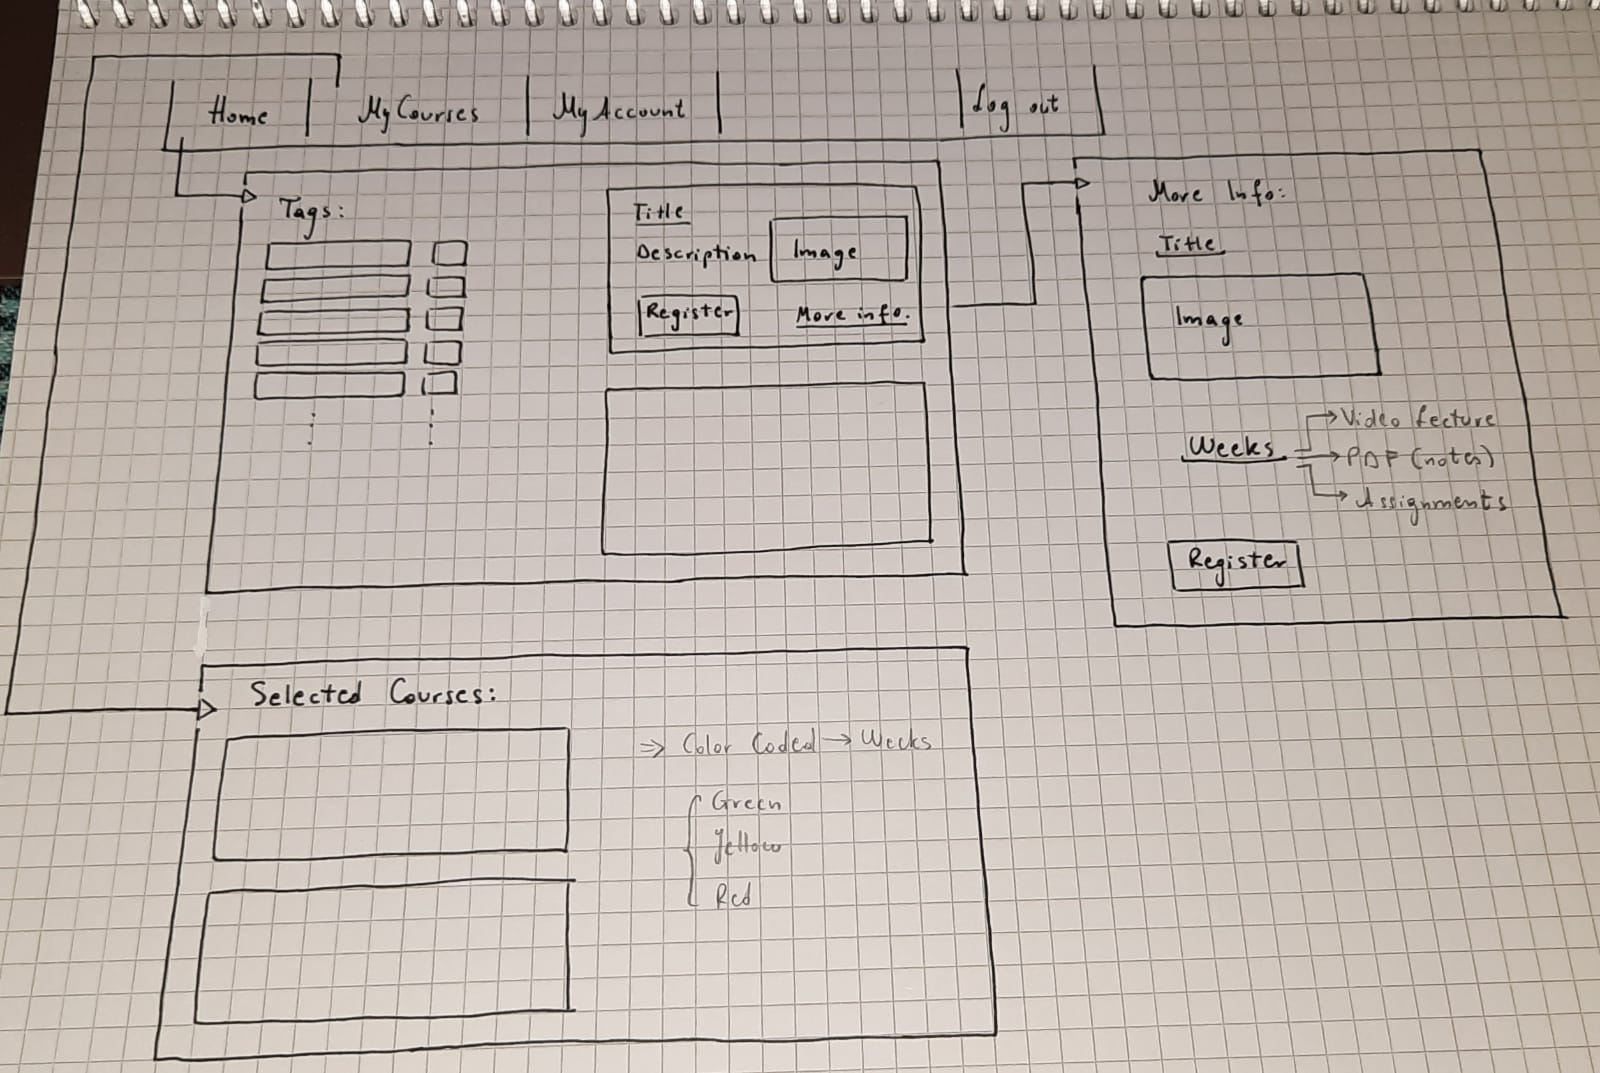 Home My Courses My Account Log out
Tags:
Title
Description Image
Register More info.
More Info:
Title
Image
Weeks
Video Lecture
PDF (notes)
Assignments
Register
Selected Courses:
⇒ Color Coded → Weeks
Green
Yellow
Red